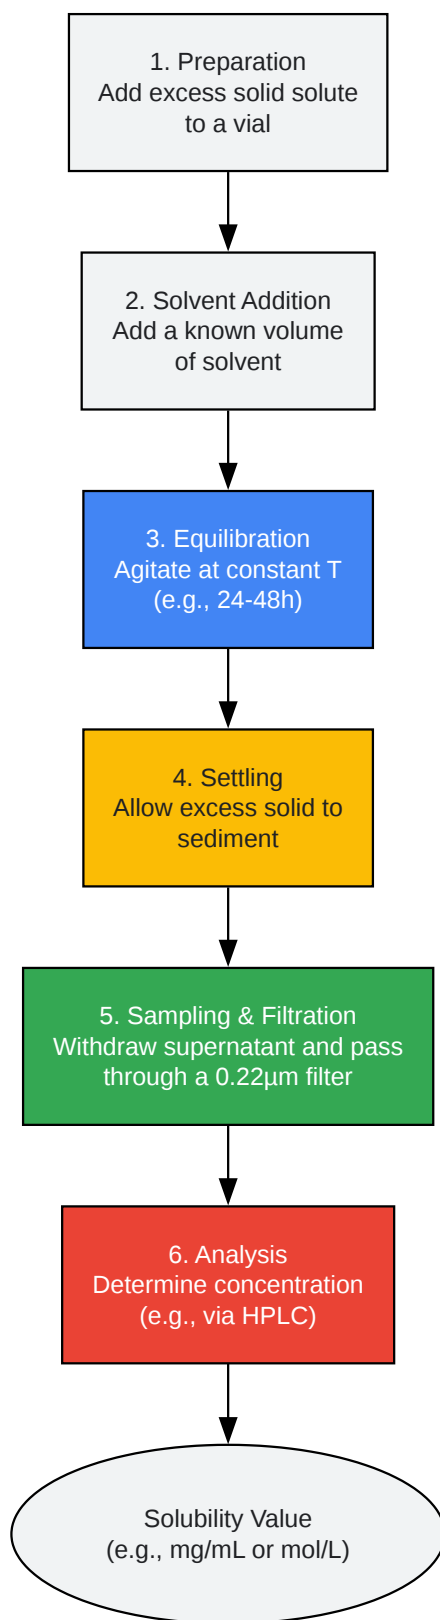 1. Preparation
Add excess solid solute
to a vial
2. Solvent Addition
Add a known volume
of solvent
3. Equilibration
Agitate at constant T
(e.g., 24-48h)
4. Settling
Allow excess solid to
sediment
5. Sampling & Filtration
Withdraw supernatant and pass
through a 0.22µm filter
6. Analysis
Determine concentration
(e.g., via HPLC)
Solubility Value
(e.g., mg/mL or mol/L)